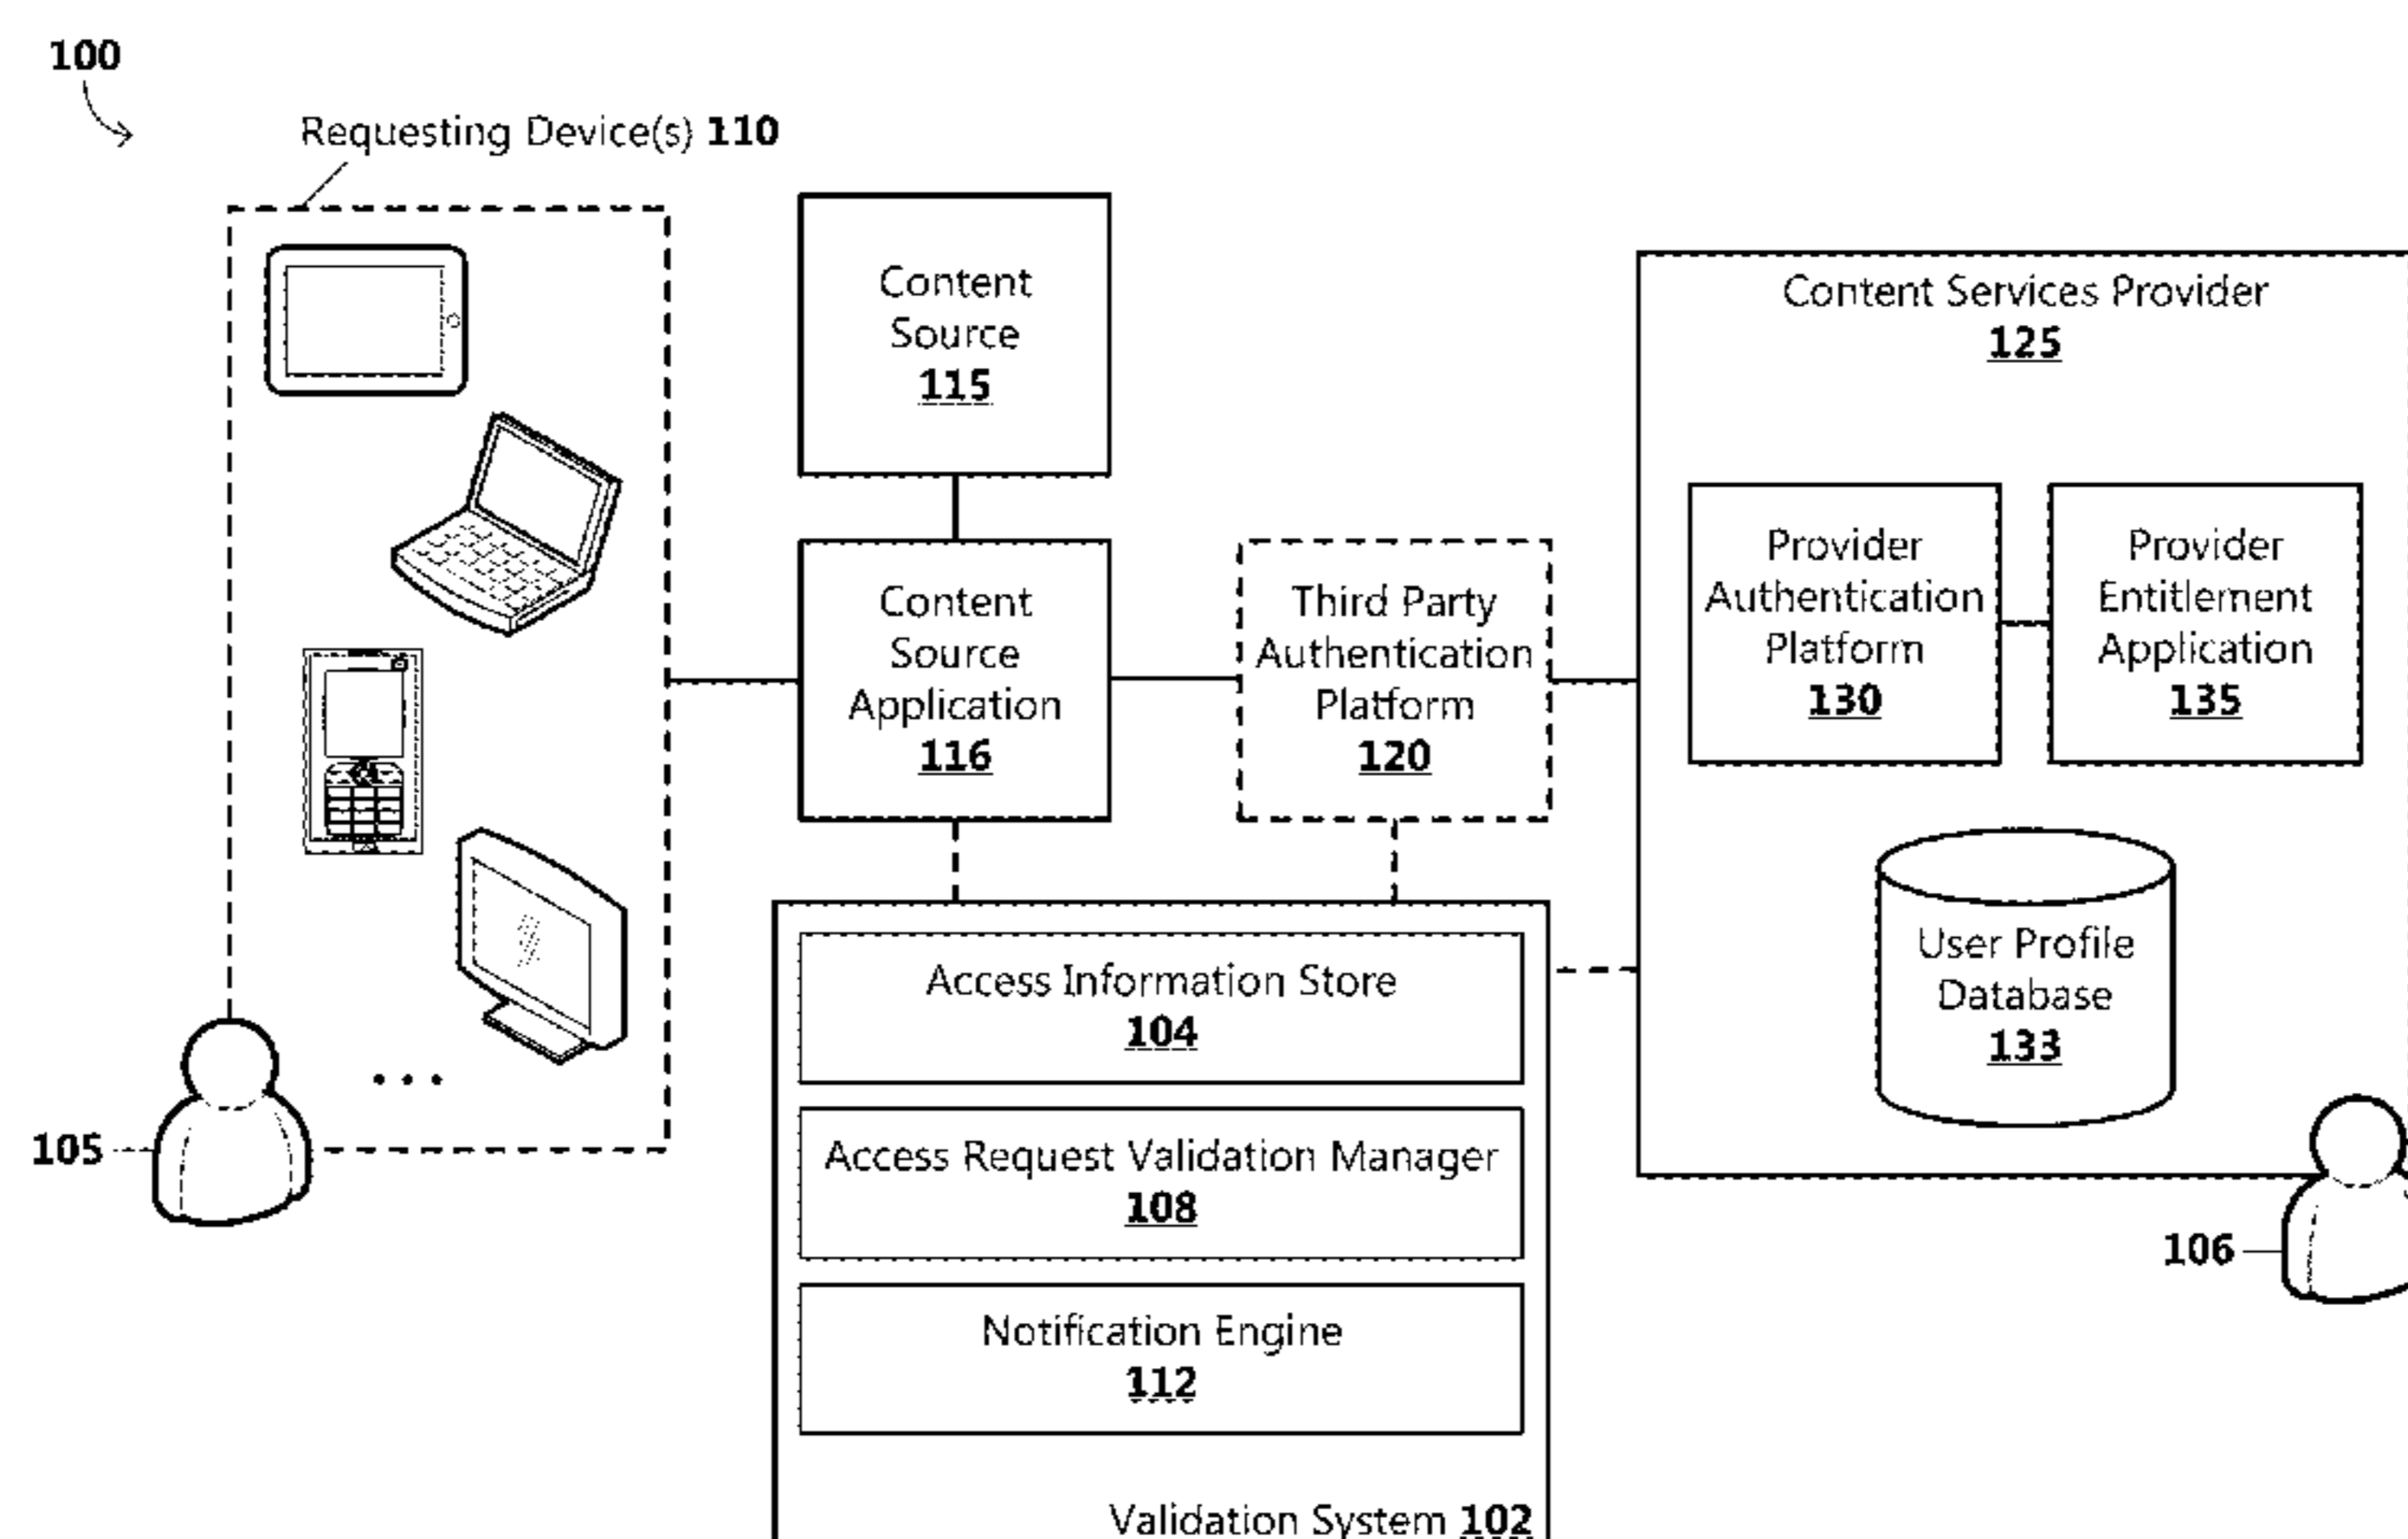 100
Requesting Device(s) 110
Content
Source
115
Content
Source
Application
116
Third Party
Authentication
Platform
120
Content Services Provider
125
Provider
Authentication
Platform
130
Provider
Entitlement
Application
135
User Profile
Database
133
Access Information Store
104
Access Request Validation Manager
108
Notification Engine
112
Validation System 102
105
106